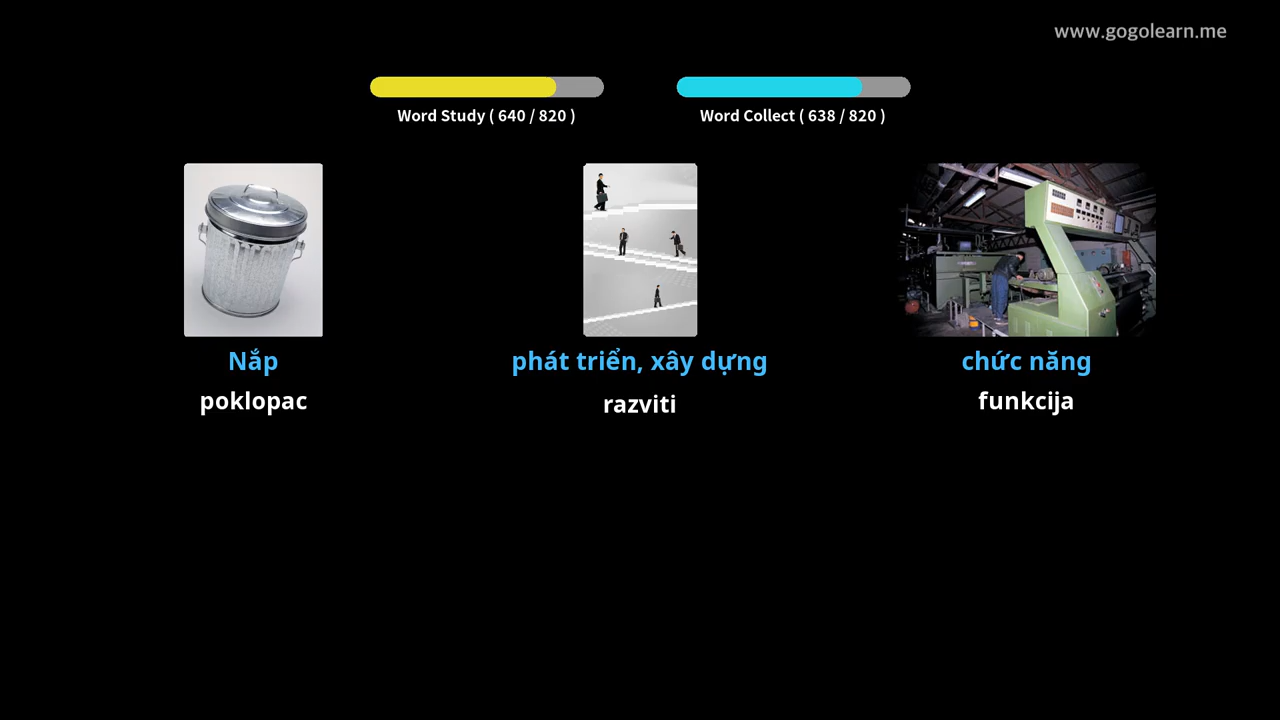 www.gogolearn.me
Word Study ( 640 / 820 )
Word Collect ( 638 / 820 )
Nắp
phát triển, xây dựng
chức năng
poklopac
razviti
funkcija